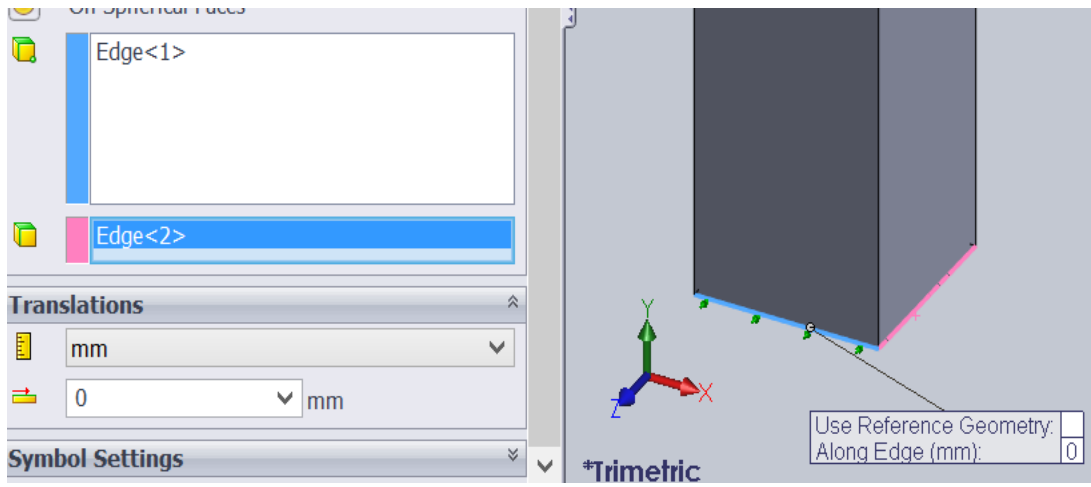 On Spherical Faces
Edge<1>
Edge<2>
Translations
mm
0 mm
Symbol Settings
Y
X
Z
Use Reference Geometry:
Along Edge (mm): 0
*Trimetric